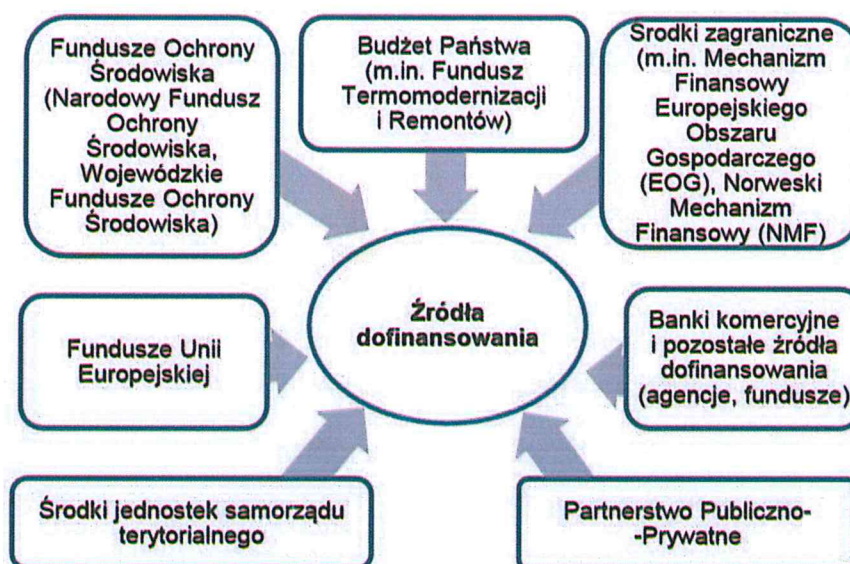 Fundusze Ochrony
Środowiska
(Narodowy Fundusz
Ochrony
Środowiska,
Wojewódzkie
Fundusze Ochrony
Środowiska)
Budżet Państwa
(m.in. Fundusz
Termomodernizacji
i Remontów)
Środki zagraniczne
(m.in. Mechanizm
Finansowy
Europejskiego
Obszaru
Gospodarczego
(EOG), Norweski
Mechanizm
Finansowy (NMF)
Źródła
dofinansowania
Fundusze Unii
Europejskiej
Banki komercyjne
i pozostałe źródła
dofinansowania
(agencje, fundusze)
Środki jednostek samorządu
terytorialnego
Partnerstwo Publiczno-
-Prywatne